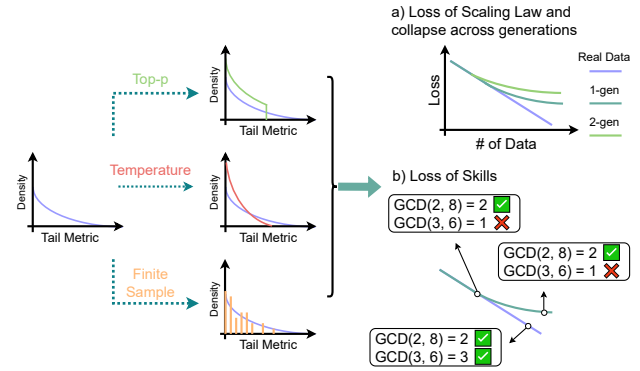 a) Loss of Scaling Law and
collapse across generations
Real Data
1-gen
2-gen
Loss
# of Data
Top-p
Density
Tail Metric
Temperature
Density
Tail Metric
Density
Tail Metric
Finite
Sample
Density
Tail Metric
b) Loss of Skills
GCD(2, 8) = 2 ✅
GCD(3, 6) = 1 ❌
GCD(2, 8) = 2 ✅
GCD(3, 6) = 1 ❌
GCD(2, 8) = 2 ✅
GCD(3, 6) = 3 ✅